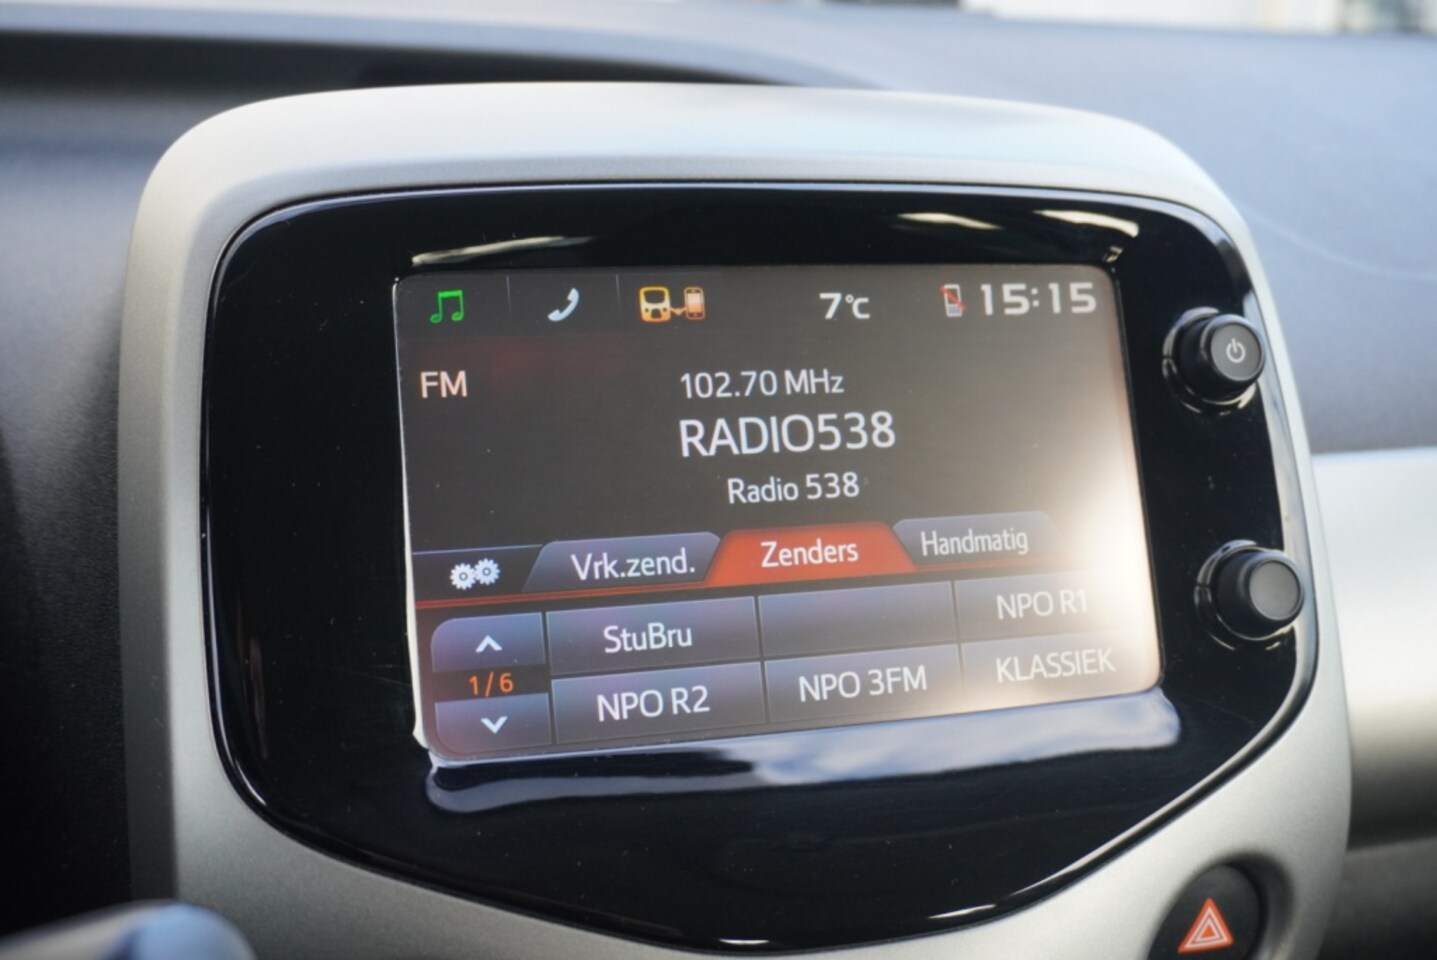 7°C 15:15
FM
102.70 MHz
RADIO538
Radio 538
Vrk.zend. Zenders Handmatig
StuBru NPO R1
1/6
NPO R2 NPO 3FM KLASSIEK